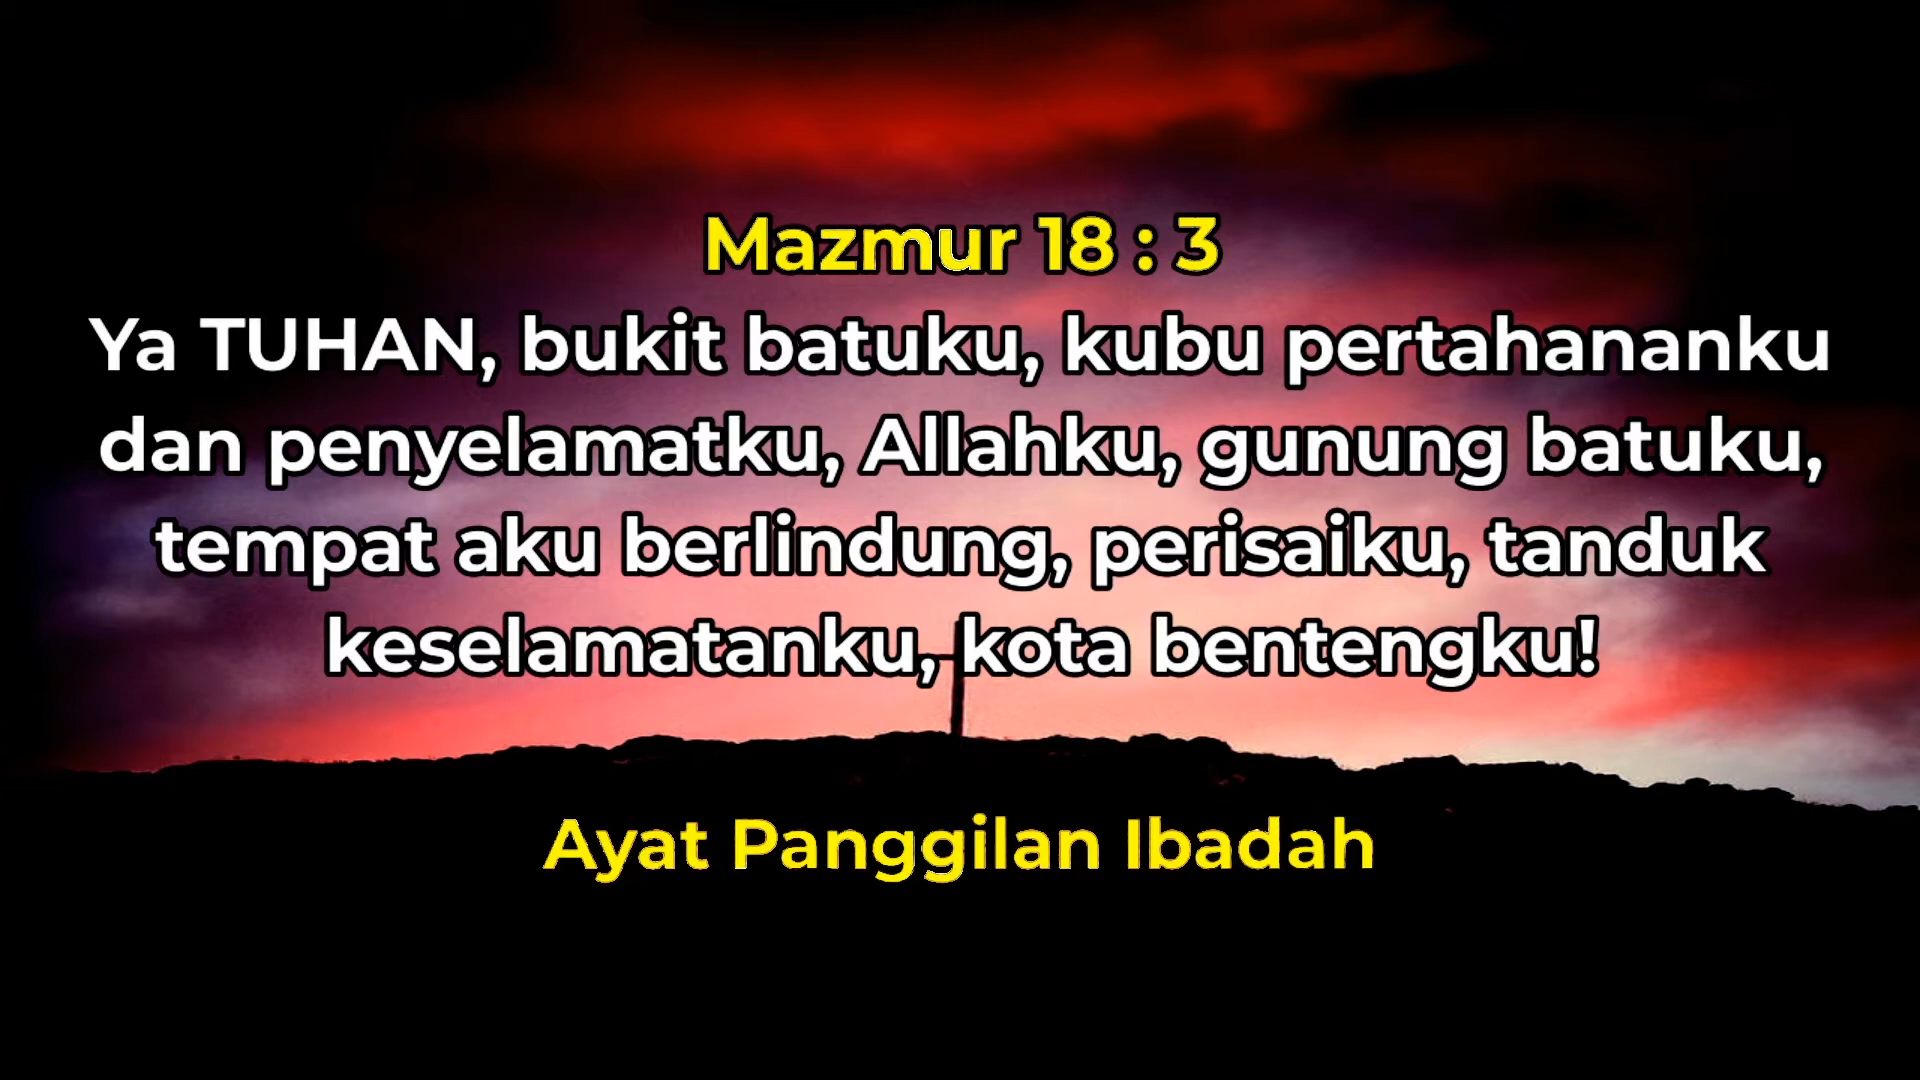 Mazmur 18 : 3
Ya TUHAN, bukit batuku, kubu pertahananku
dan penyelamatku, Allahku, gunung batuku,
tempat aku berlindung, perisaiku, tanduk
keselamatanku, kota bentengku!
Ayat Panggilan Ibadah